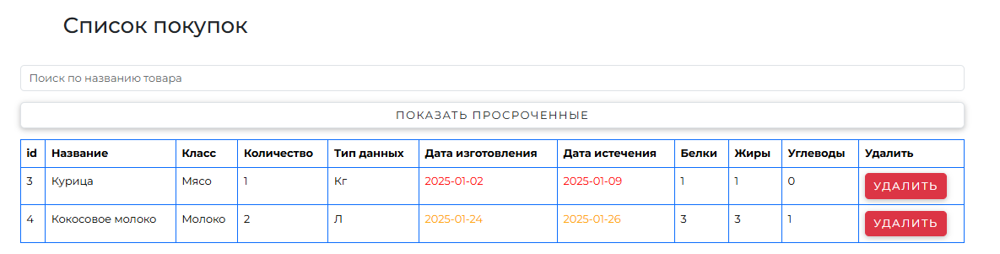 Список покупок
Поиск по названию товара
ПОКАЗАТЬ ПРОСРОЧЕННЫЕ
id Название Класс Количество Тип данных Дата изготовления Дата истечения Белки Жиры Углеводы Удалить
3 Курица Мясо 1 Кг 2025-01-02 2025-01-09 1 1 0 УДАЛИТЬ
4 Кокосовое молоко Молоко 2 Л 2025-01-24 2025-01-26 3 3 1 УДАЛИТЬ